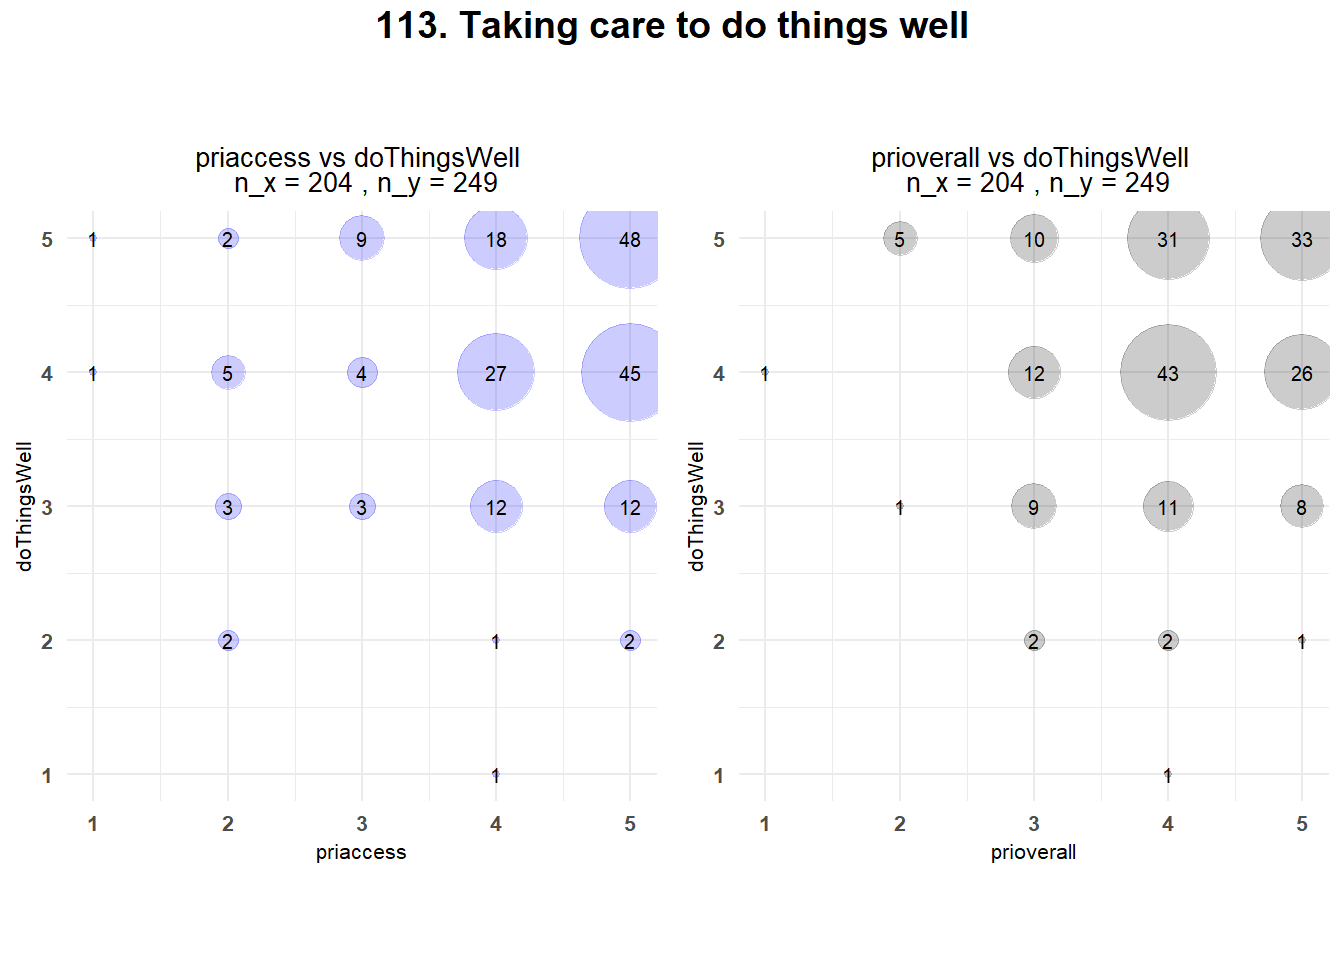 113. Taking care to do things well
priaccess vs doThingsWell
n_x = 204 , n_y = 249
5 1 2 9 18 48
4 1 5 4 27 45
3 3 3 12 12
2 2 1 2
1 1
1 2 3 4 5
priaccess
doThingsWell
prioverall vs doThingsWell
n_x = 204 , n_y = 249
5 5 10 31 33
4 1 12 43 26
3 1 9 11 8
2 2 2 1
1 1
1 2 3 4 5
prioverall
doThingsWell